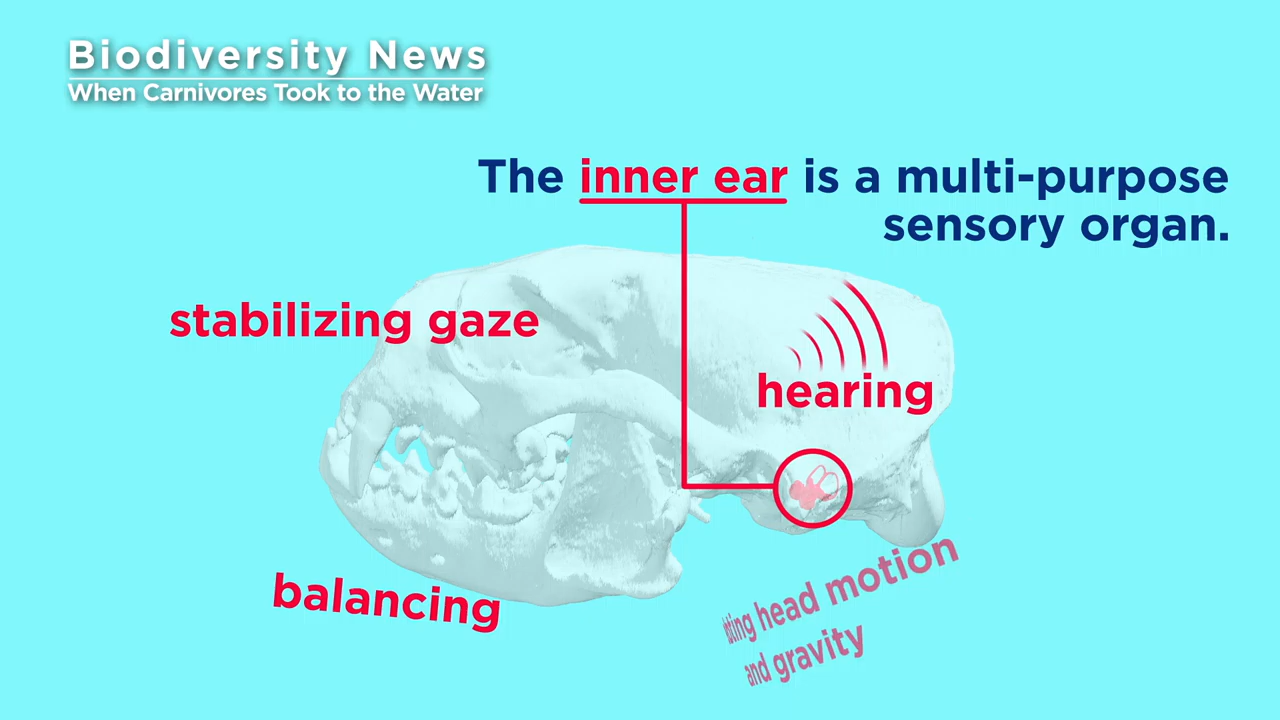 Biodiversity News
When Carnivores Took to the Water
The inner ear is a multi-purpose
sensory organ.
stabilizing gaze
hearing
balancing
head motion
and gravity